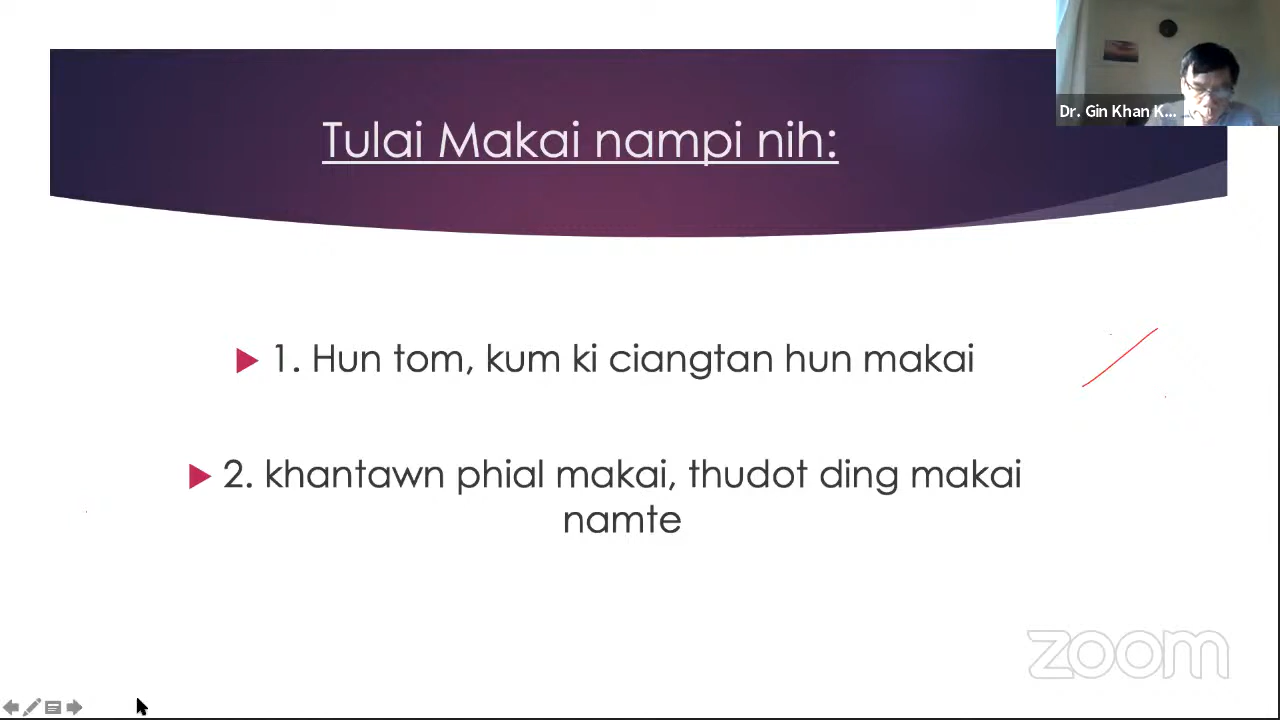 Dr. Gin Khan K...
Tulai Makai nampi nih:
1. Hun tom, kum ki ciangtan hun makai
2. khantawn phial makai, thudot ding makai
namte
zoom